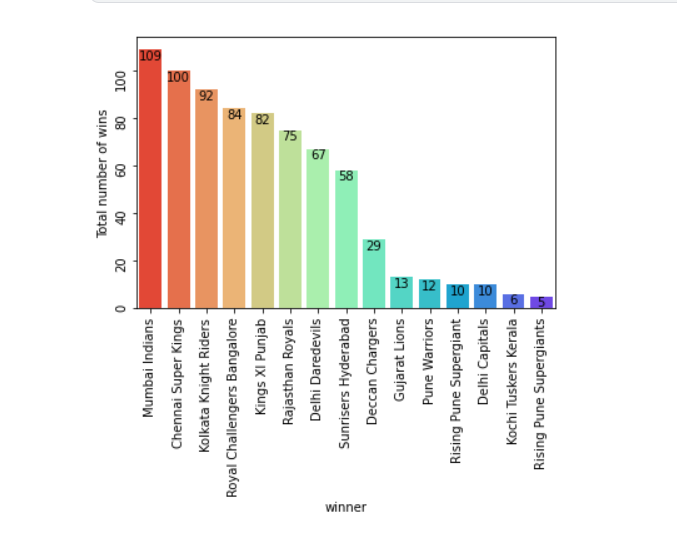 Total number of wins
100
80
60
40
20
0
109
100
92
84
82
75
67
58
29
13
12
10
10
6
5
Mumbai Indians
Chennai Super Kings
Kolkata Knight Riders
Royal Challengers Bangalore
Kings XI Punjab
Rajasthan Royals
Delhi Daredevils
Sunrisers Hyderabad
Deccan Chargers
Gujarat Lions
Pune Warriors
Rising Pune Supergiant
Delhi Capitals
Kochi Tuskers Kerala
Rising Pune Supergiants
winner